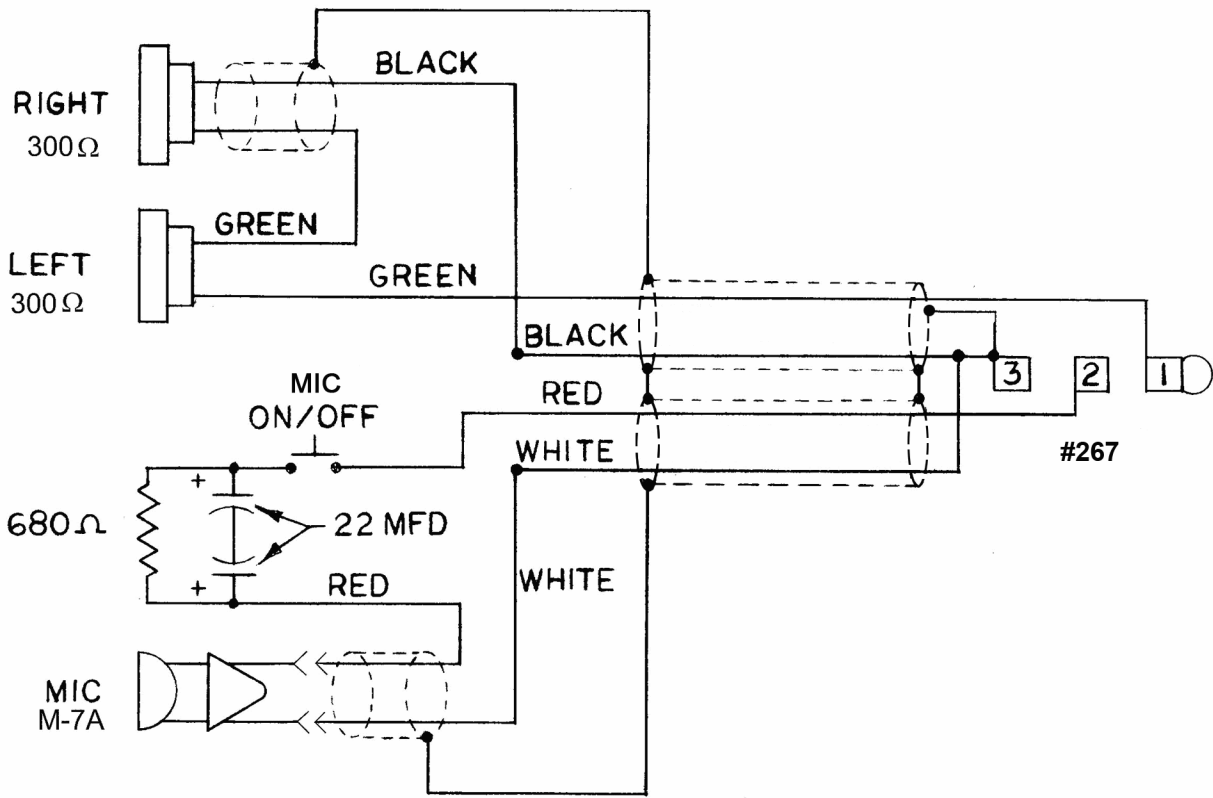 BLACK
RIGHT
300Ω
GREEN
LEFT
300Ω
GREEN
BLACK
3 2 1
MIC
ON/OFF
RED
WHITE
#267
+
680Ω
22 MFD
+
RED
WHITE
MIC
M-7A